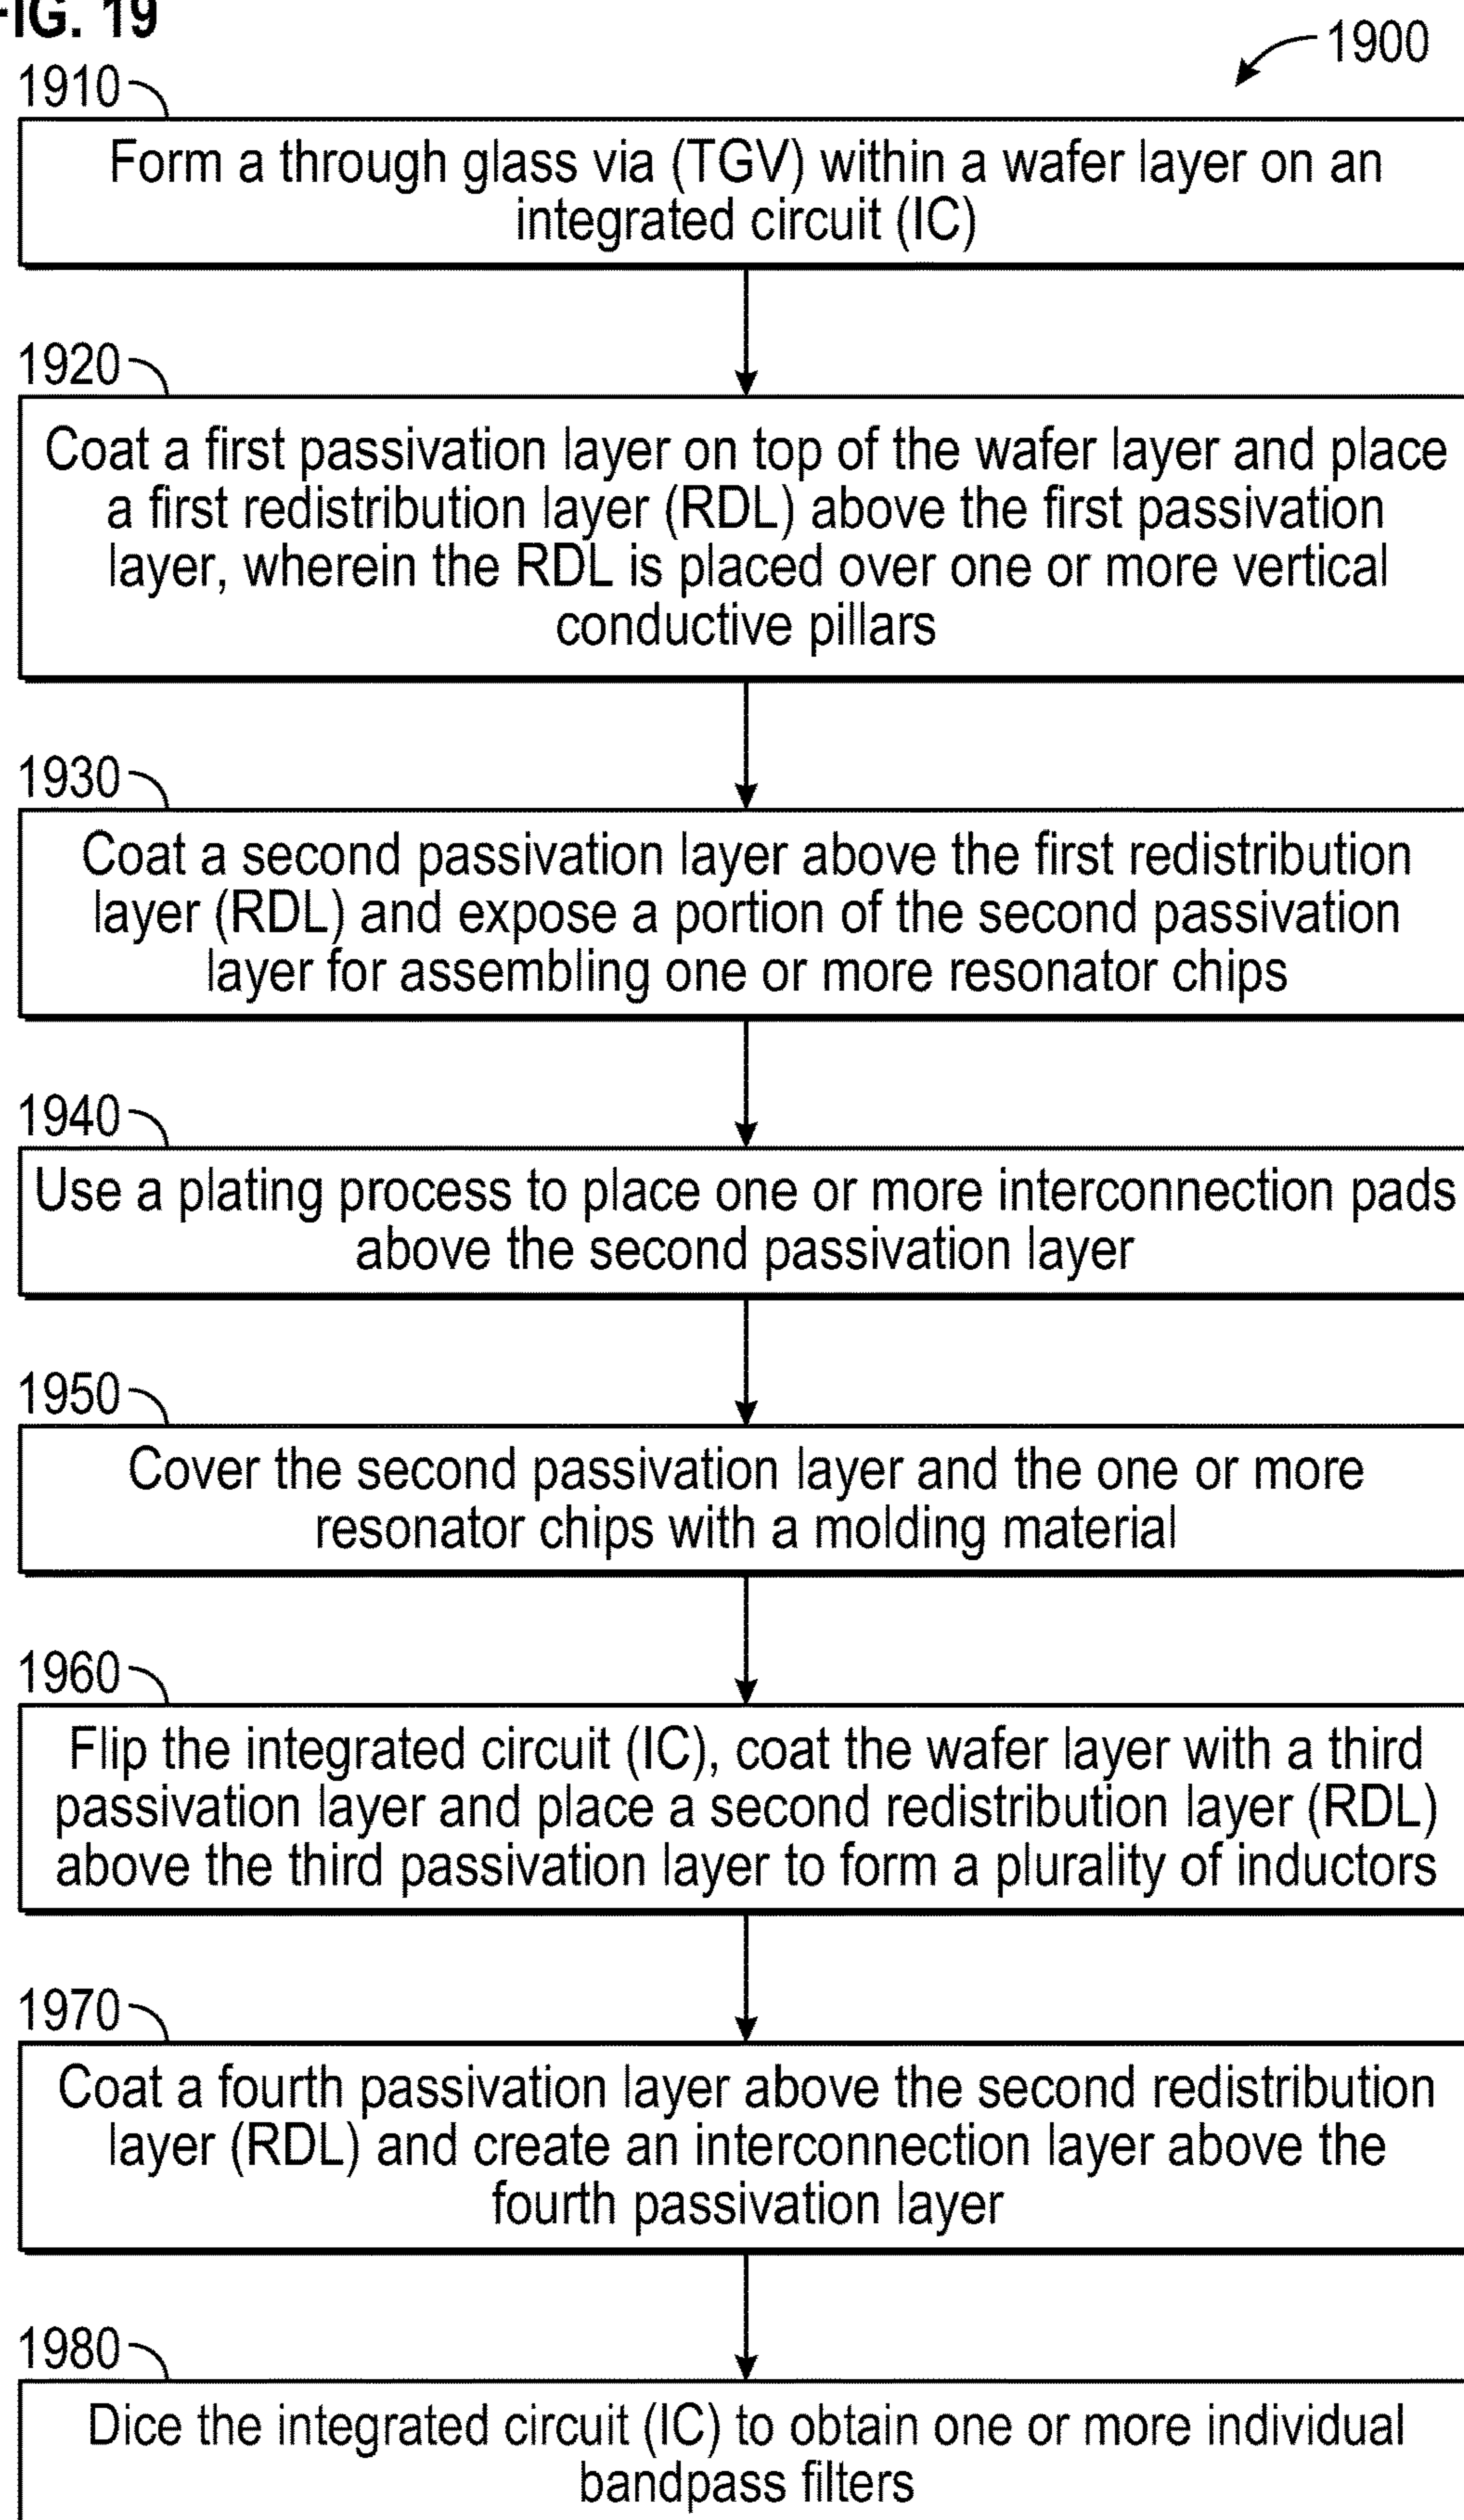 FIG. 19
1900
1910
Form a through glass via (TGV) within a wafer layer on an
integrated circuit (IC)
1920
Coat a first passivation layer on top of the wafer layer and place
a first redistribution layer (RDL) above the first passivation
layer, wherein the RDL is placed over one or more vertical
conductive pillars
1930
Coat a second passivation layer above the first redistribution
layer (RDL) and expose a portion of the second passivation
layer for assembling one or more resonator chips
1940
Use a plating process to place one or more interconnection pads
above the second passivation layer
1950
Cover the second passivation layer and the one or more
resonator chips with a molding material
1960
Flip the integrated circuit (IC), coat the wafer layer with a third
passivation layer and place a second redistribution layer (RDL)
above the third passivation layer to form a plurality of inductors
1970
Coat a fourth passivation layer above the second redistribution
layer (RDL) and create an interconnection layer above the
fourth passivation layer
1980
Dice the integrated circuit (IC) to obtain one or more individual
bandpass filters